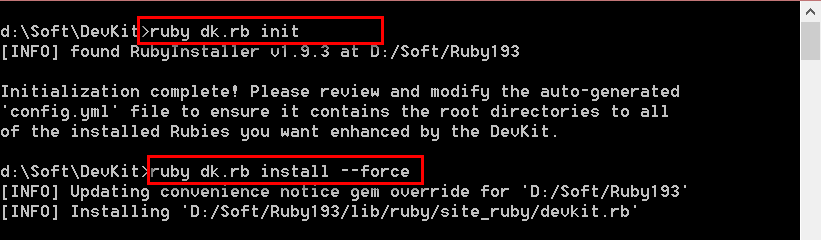 d:\Soft\DevKit>ruby dk.rb init
[INFO] found RubyInstaller v1.9.3 at D:/Soft/Ruby193
Initialization complete! Please review and modify the auto-generated
'config.yml' file to ensure it contains the root directories to all
of the installed Rubies you want enhanced by the DevKit.
d:\Soft\DevKit>ruby dk.rb install --force
[INFO] Updating convenience notice gem override for 'D:/Soft/Ruby193'
[INFO] Installing 'D:/Soft/Ruby193/lib/ruby/site_ruby/devkit.rb'